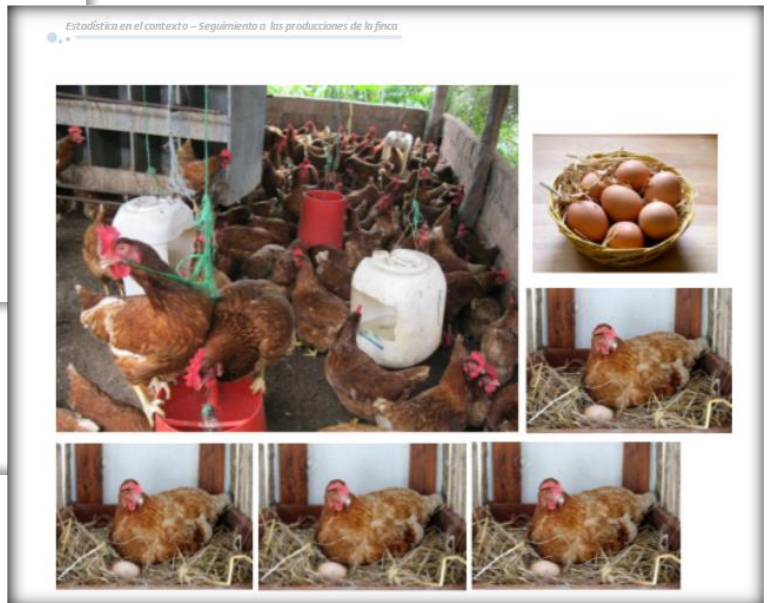 Estadística en el contexto – Seguimiento a las producciones de la finca